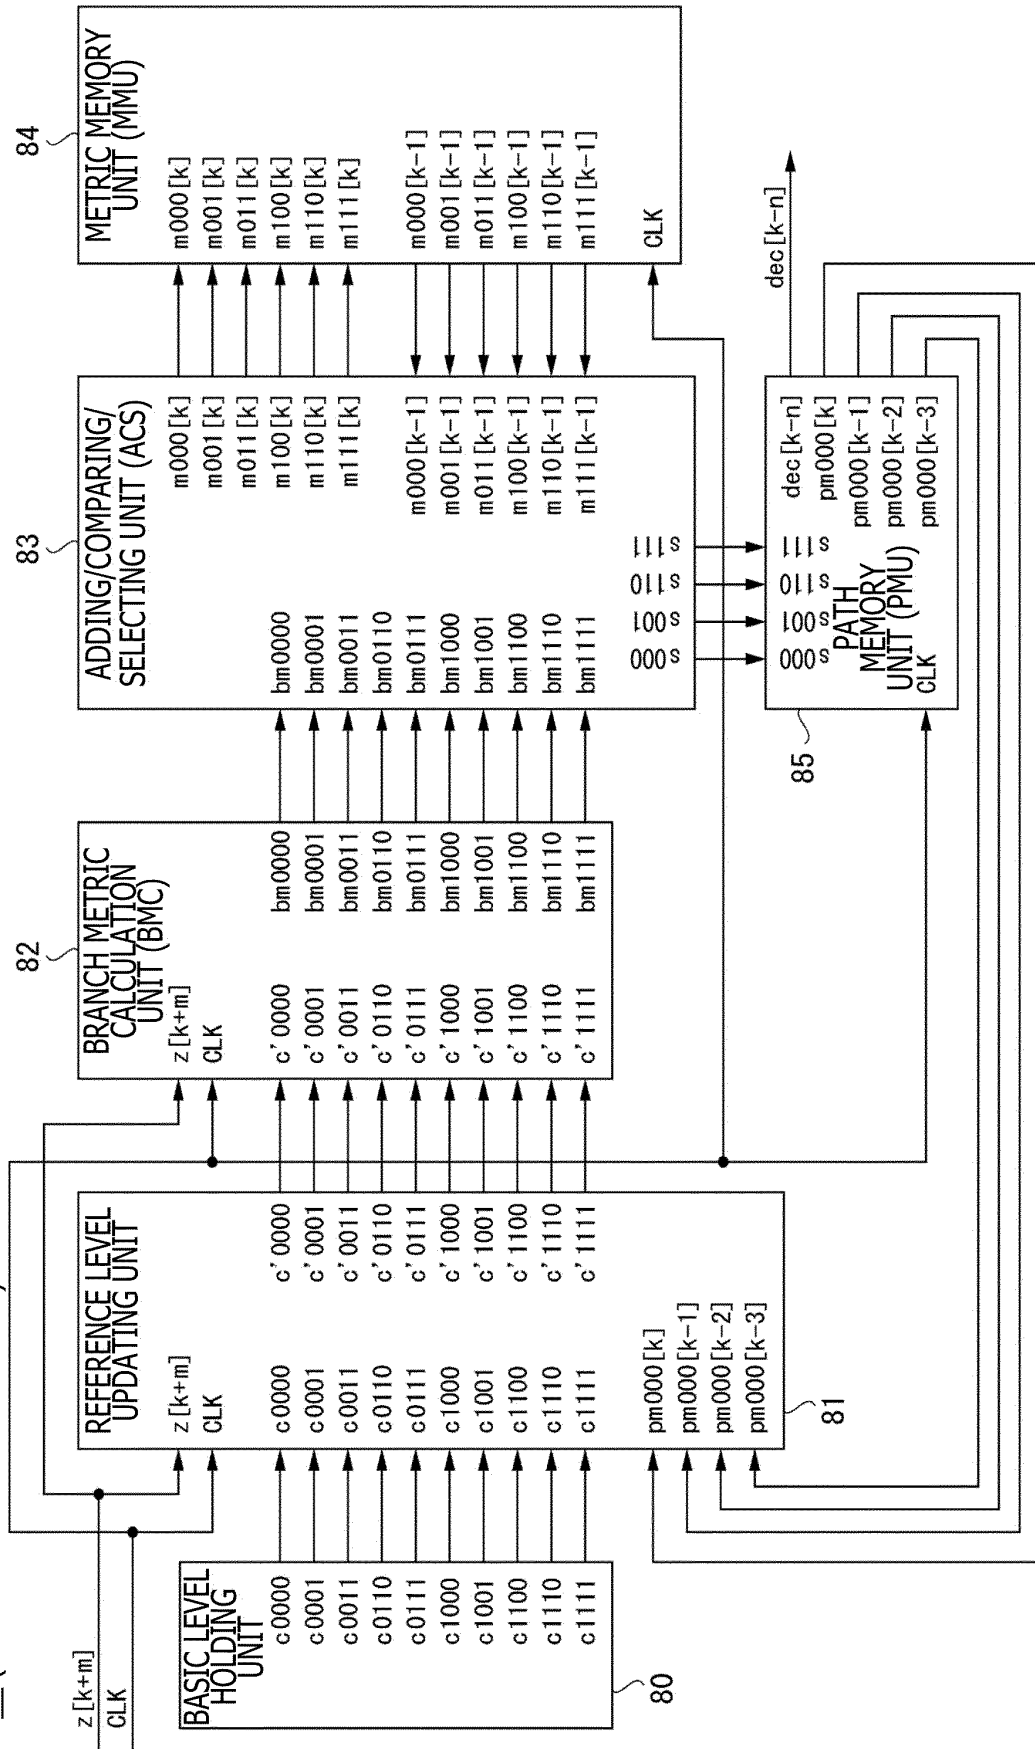 z[k+m]
CLK
BASIC LEVEL
HOLDING
UNIT
c0000
c0001
c0011
c0110
c0111
c1000
c1001
c1100
c1110
c1111
80
REFERENCE LEVEL
UPDATING UNIT
z[k+m]
CLK
c0000
c0001
c0011
c0110
c0111
c1000
c1001
c1100
c1110
c1111
pm000[k]
pm000[k-1]
pm000[k-2]
pm000[k-3]
c'0000
c'0001
c'0011
c'0110
c'0111
c'1000
c'1001
c'1100
c'1110
c'1111
81
82
BRANCH METRIC
CALCULATION
UNIT (BMC)
z[k+m]
CLK
c'0000
c'0001
c'0011
c'0110
c'0111
c'1000
c'1001
c'1100
c'1110
c'1111
bm0000
bm0001
bm0011
bm0110
bm0111
bm1000
bm1001
bm1100
bm1110
bm1111
83
ADDING/COMPARING/
SELECTING UNIT (ACS)
bm0000
bm0001
bm0011
bm0110
bm0111
bm1000
bm1001
bm1100
bm1110
bm1111
m000[k]
m001[k]
m011[k]
m100[k]
m110[k]
m111[k]
m000[k-1]
m001[k-1]
m011[k-1]
m100[k-1]
m110[k-1]
m111[k-1]
s000
s001
s110
s111
84
METRIC MEMORY
UNIT (MMU)
m000[k]
m001[k]
m011[k]
m100[k]
m110[k]
m111[k]
m000[k-1]
m001[k-1]
m011[k-1]
m100[k-1]
m110[k-1]
m111[k-1]
CLK
85
s000
s001
s110
s111
PATH
MEMORY
UNIT (PMU)
CLK
dec[k-n]
pm000[k]
pm000[k-1]
pm000[k-2]
pm000[k-3]
dec[k-n]